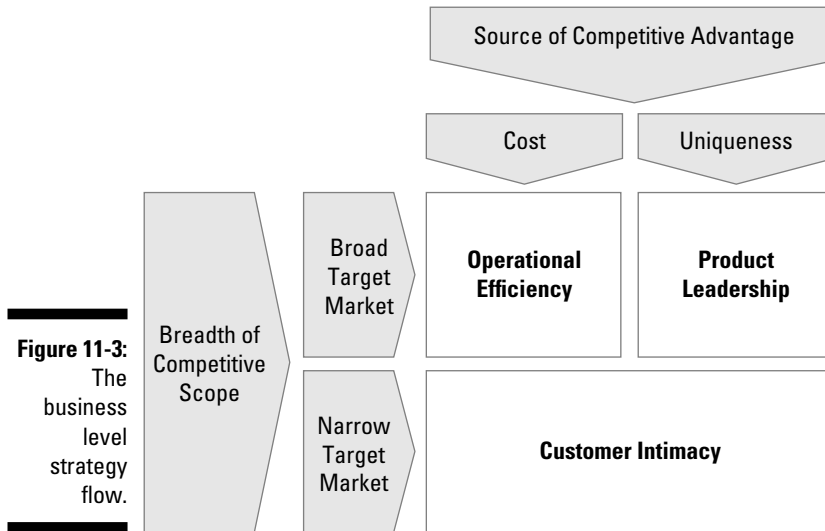 Source of Competitive Advantage
Cost
Uniqueness
Broad
Target
Market
Operational
Efficiency
Product
Leadership
Breadth of
Competitive
Scope
Figure 11-3:
The
business
level
strategy
flow.
Narrow
Target
Market
Customer Intimacy